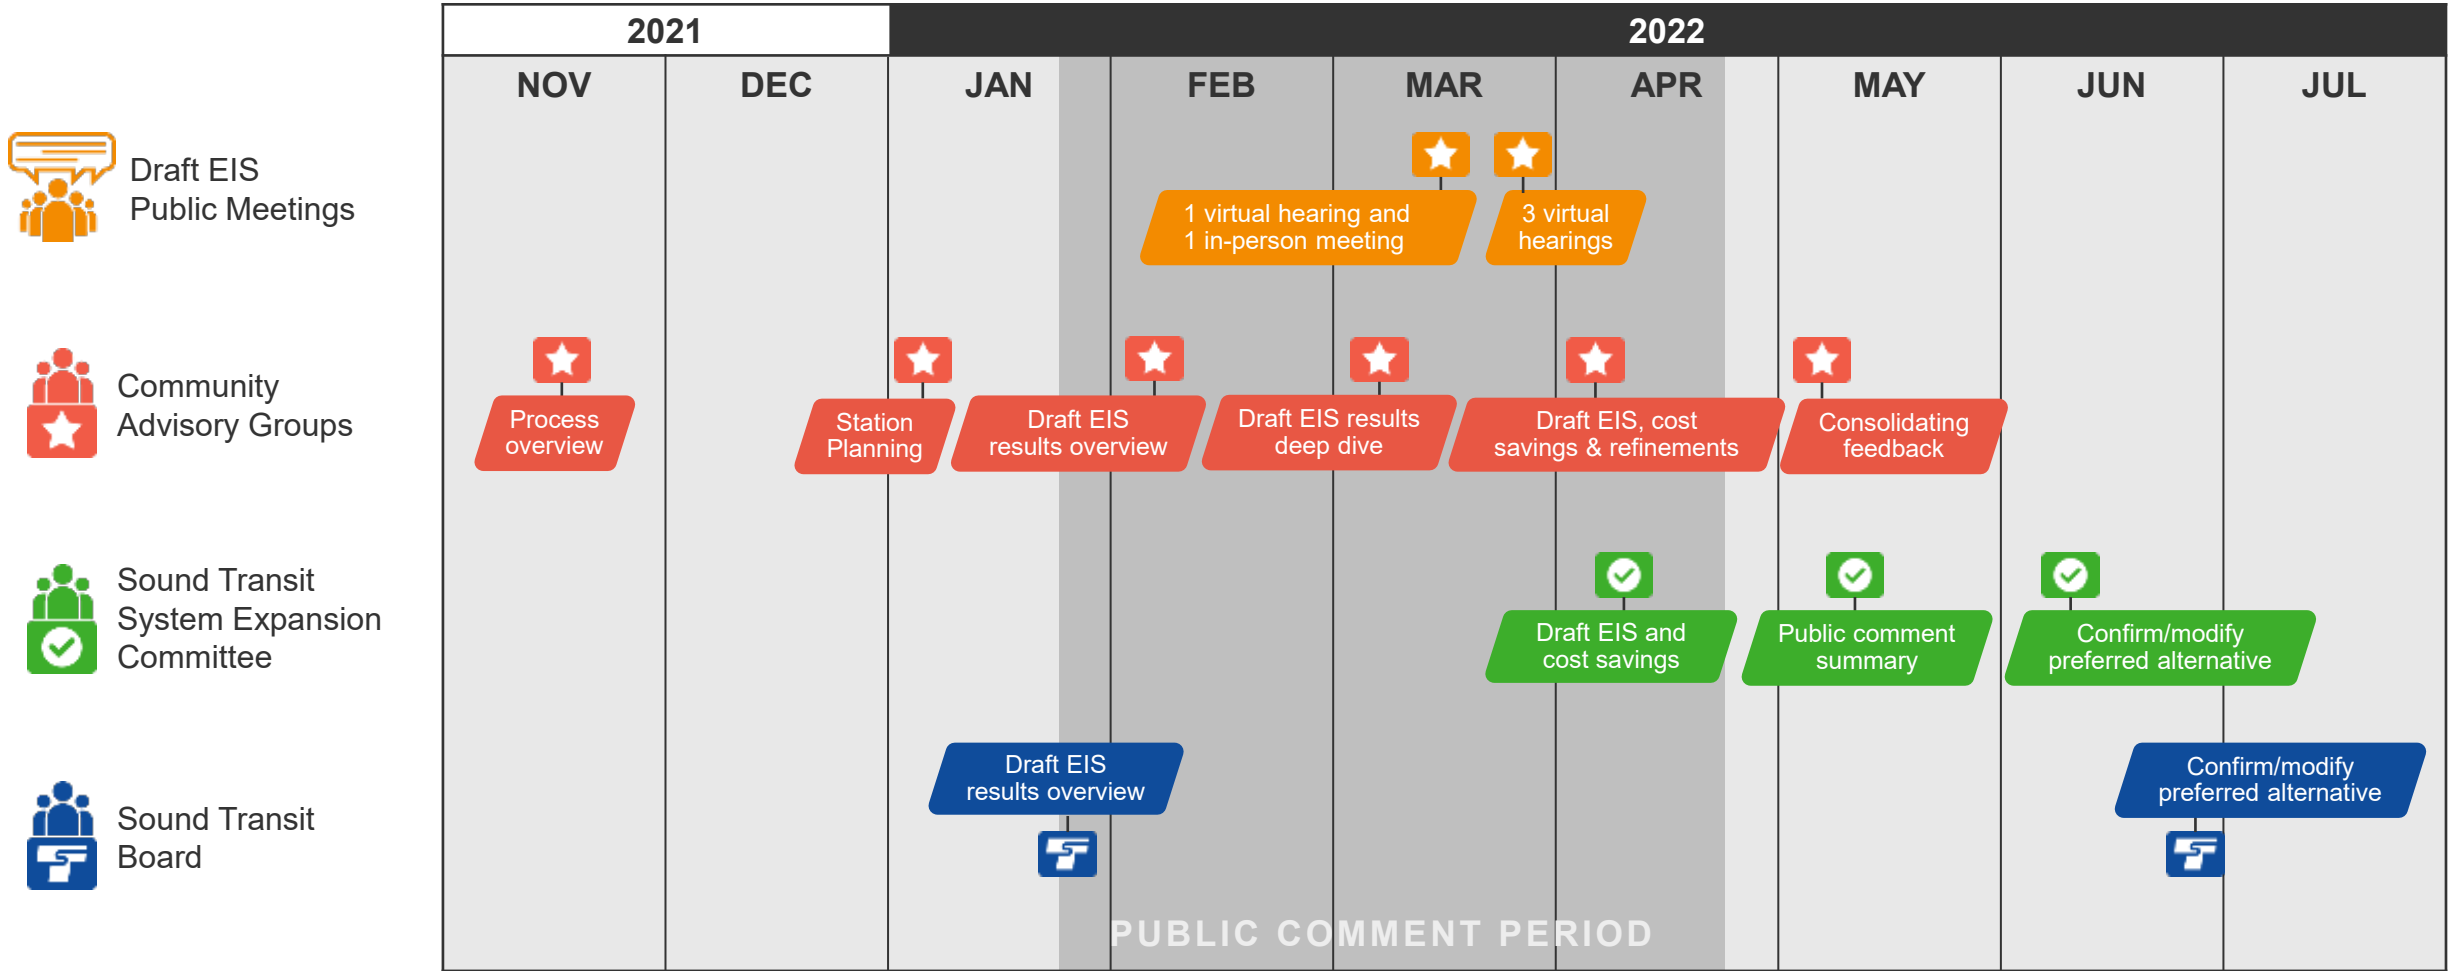 2021
2022
NOV
DEC
JAN
FEB
MAR
APR
MAY
JUN
JUL
Draft EIS
Public Meetings
1 virtual hearing and
1 in-person meeting
3 virtual
hearings
Community
Advisory Groups
Process
overview
Station
Planning
Draft EIS
results overview
Draft EIS results
deep dive
Draft EIS, cost
savings & refinements
Consolidating
feedback
Sound Transit
System Expansion
Committee
Draft EIS and
cost savings
Public comment
summary
Confirm/modify
preferred alternative
Sound Transit
Board
Draft EIS
results overview
Confirm/modify
preferred alternative
PUBLIC COMMENT PERIOD